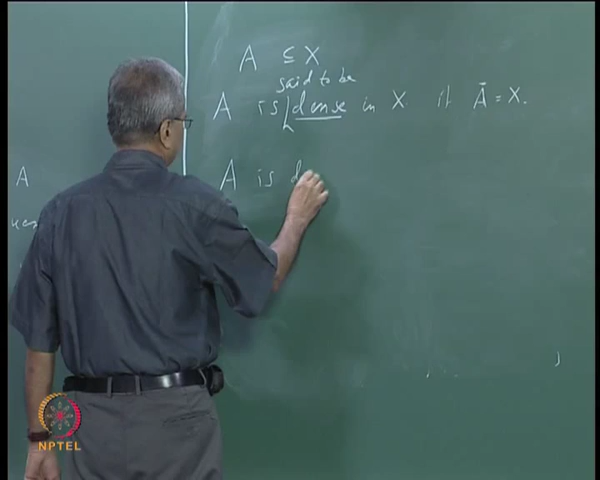 A ⊆ X
said to be
A is dense in X if Ā = X.
A is d
A
NPTEL